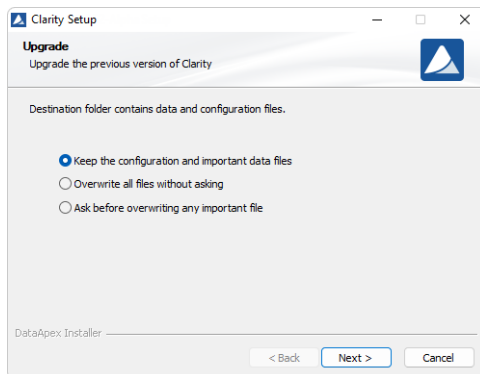 Clarity Setup
Upgrade
Upgrade the previous version of Clarity
Destination folder contains data and configuration files.
Keep the configuration and important data files
Overwrite all files without asking
Ask before overwriting any important file
DataApex Installer
< Back
Next >
Cancel